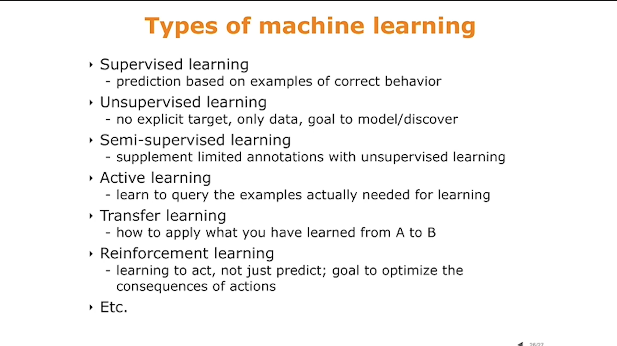 Types of machine learning
‣ Supervised learning
- prediction based on examples of correct behavior
‣ Unsupervised learning
- no explicit target, only data, goal to model/discover
‣ Semi-supervised learning
- supplement limited annotations with unsupervised learning
‣ Active learning
- learn to query the examples actually needed for learning
‣ Transfer learning
- how to apply what you have learned from A to B
‣ Reinforcement learning
- learning to act, not just predict; goal to optimize the
consequences of actions
‣ Etc.